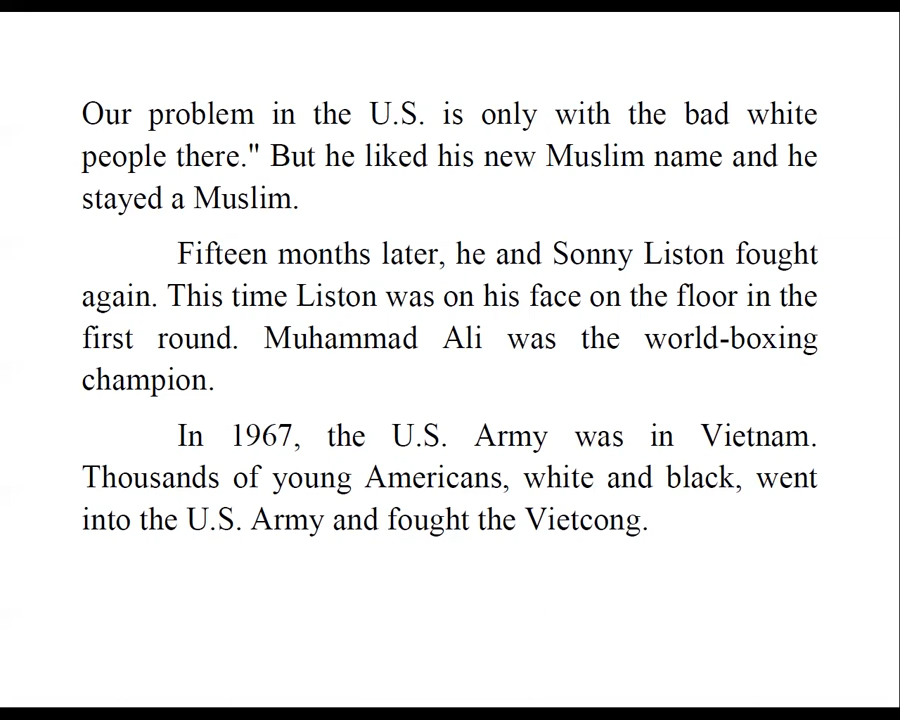 Our problem in the U.S. is only with the bad white
people there." But he liked his new Muslim name and he
stayed a Muslim.
Fifteen months later, he and Sonny Liston fought
again. This time Liston was on his face on the floor in the
first round. Muhammad Ali was the world-boxing
champion.
In 1967, the U.S. Army was in Vietnam.
Thousands of young Americans, white and black, went
into the U.S. Army and fought the Vietcong.